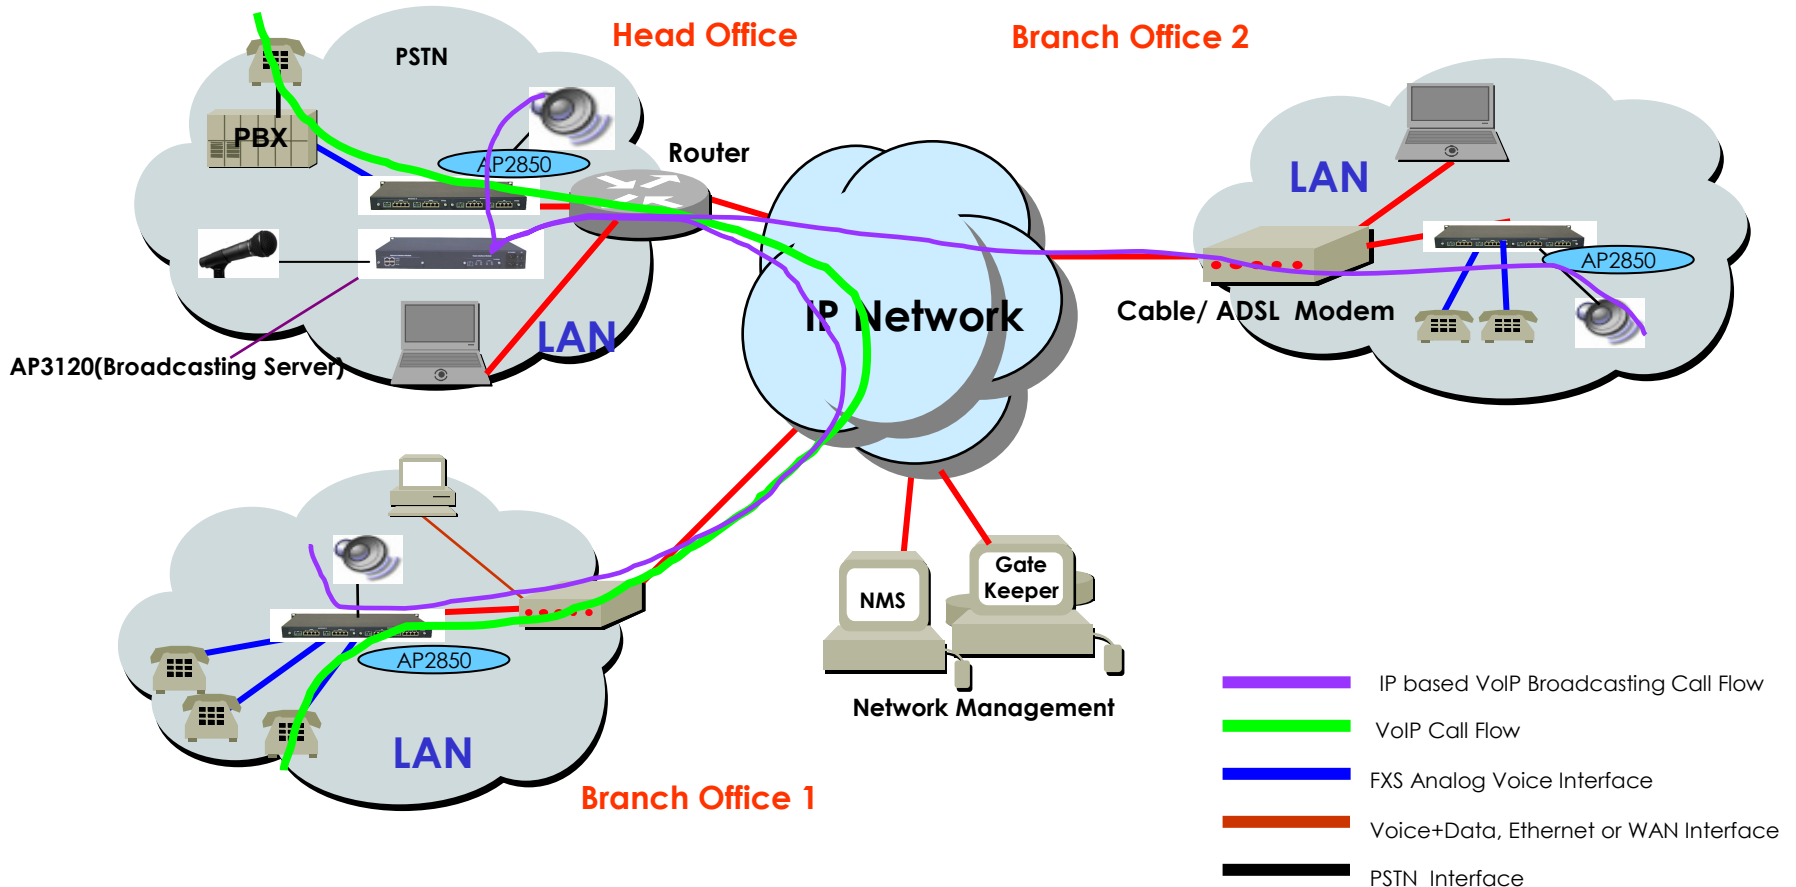 Head Office
Branch Office 2
PSTN
PBX
AP2850
Router
LAN
LAN
AP2850
Cable/ ADSL  Modem
IP Network
AP3120(Broadcasting Server)
NMS
Gate
Keeper
Network Management
AP2850
LAN
Branch Office 1
IP based VoIP Broadcasting Call Flow
VoIP Call Flow
FXS Analog Voice Interface
Voice+Data, Ethernet or WAN Interface
PSTN  Interface